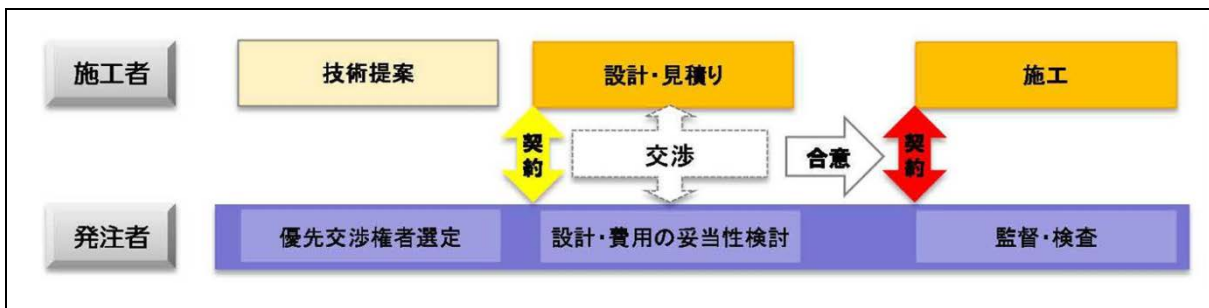 施工者
技術提案
設計・見積り
施工
契約
交渉
合意
契約
発注者
優先交渉権者選定
設計・費用の妥当性検討
監督・検査